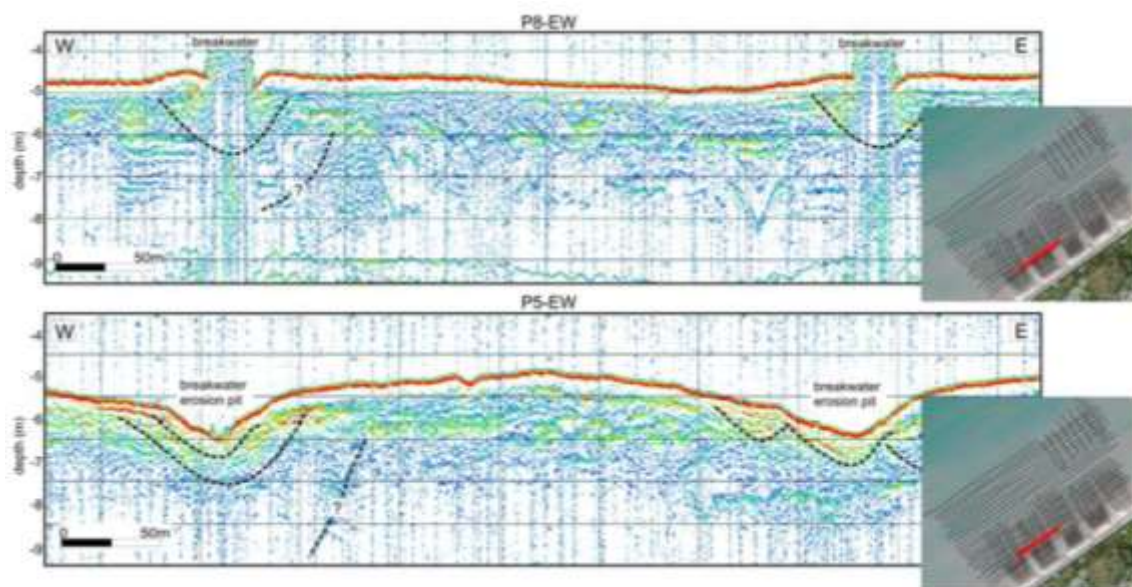 P8-EW
W
breakwater
breakwater
E
-4
-5
-6
-7
-8
-9
depth (m)
?
0
50m
P5-EW
W
E
-4
-5
-6
-7
-8
-9
depth (m)
breakwater
erosion pit
breakwater
erosion pit
?
0
50m